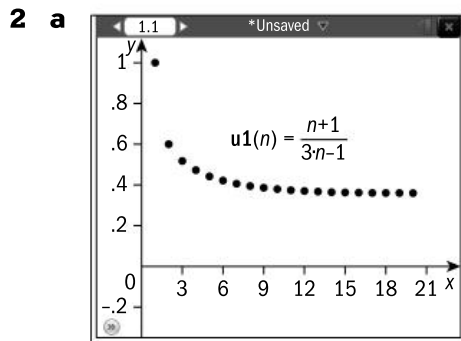 2 a
1.1 *Unsaved
y
1
.8
.6
u1(n) = n+1
3·n–1
.4
.2
0
3 6 9 12 15 18 21 x
–.2